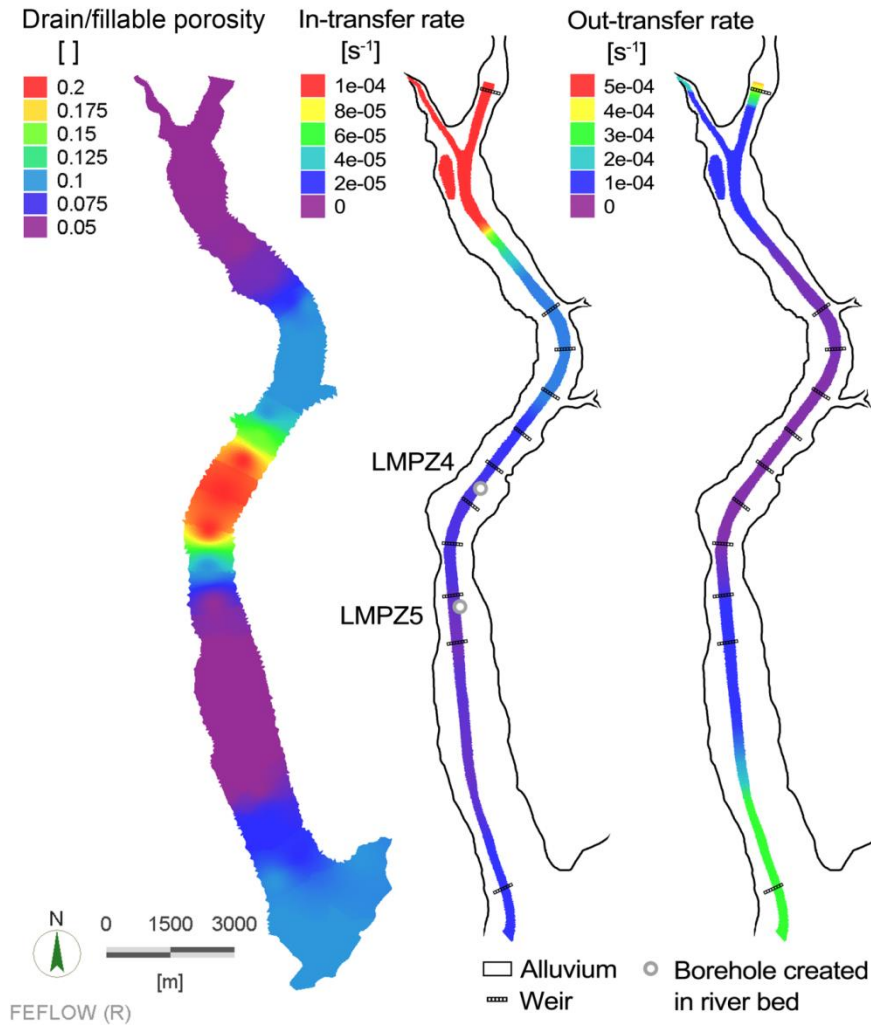 Drain/fillable porosity
[ ]
0.2
0.175
0.15
0.125
0.1
0.075
0.05
In-transfer rate
[s⁻¹]
1e-04
8e-05
6e-05
4e-05
2e-05
0
Out-transfer rate
[s⁻¹]
5e-04
4e-04
3e-04
2e-04
1e-04
0
LMPZ4
LMPZ5
N
0 1500 3000
[m]
FEFLOW (R)
Alluvium
Weir
Borehole created
in river bed